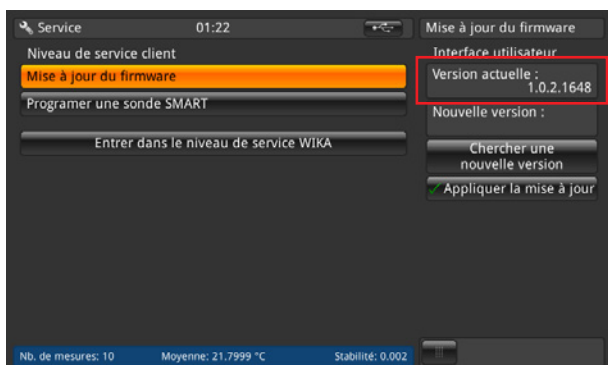 Service 01:22
Niveau de service client
Mise à jour du firmware
Programer une sonde SMART
Entrer dans le niveau de service WIKA
Nb. de mesures: 10 Moyenne: 21.7999 °C Stabilité: 0.002
Mise à jour du firmware
Interface utilisateur
Version actuelle :
1.0.2.1648
Nouvelle version :
Chercher une
nouvelle version
Appliquer la mise à jour